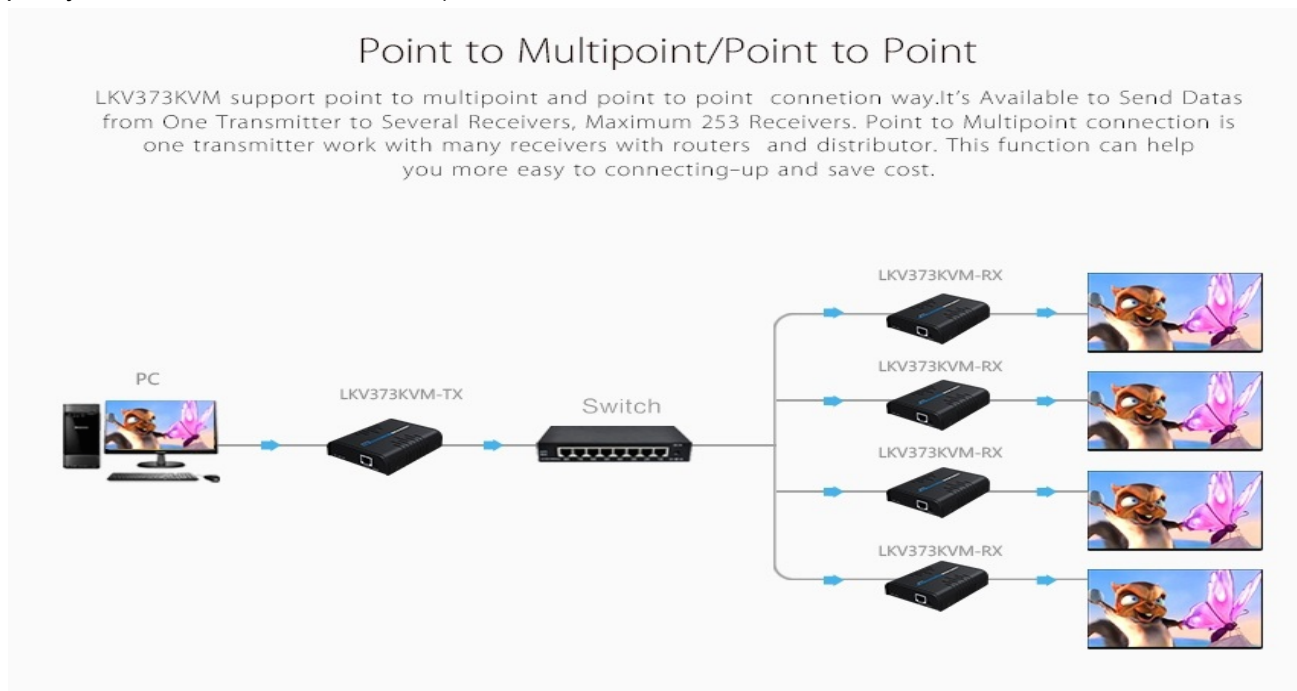 Point to Multipoint/Point to Point
LKV373KVM support point to multipoint and point to point connetion way.It's Available to Send Datas
from One Transmitter to Several Receivers, Maximum 253 Receivers. Point to Multipoint connection is
one transmitter work with many receivers with routers and distributor. This function can help
you more easy to connecting-up and save cost.
LKV373KVM-RX
LKV373KVM-RX
PC
LKV373KVM-TX
Switch
LKV373KVM-RX
LKV373KVM-RX